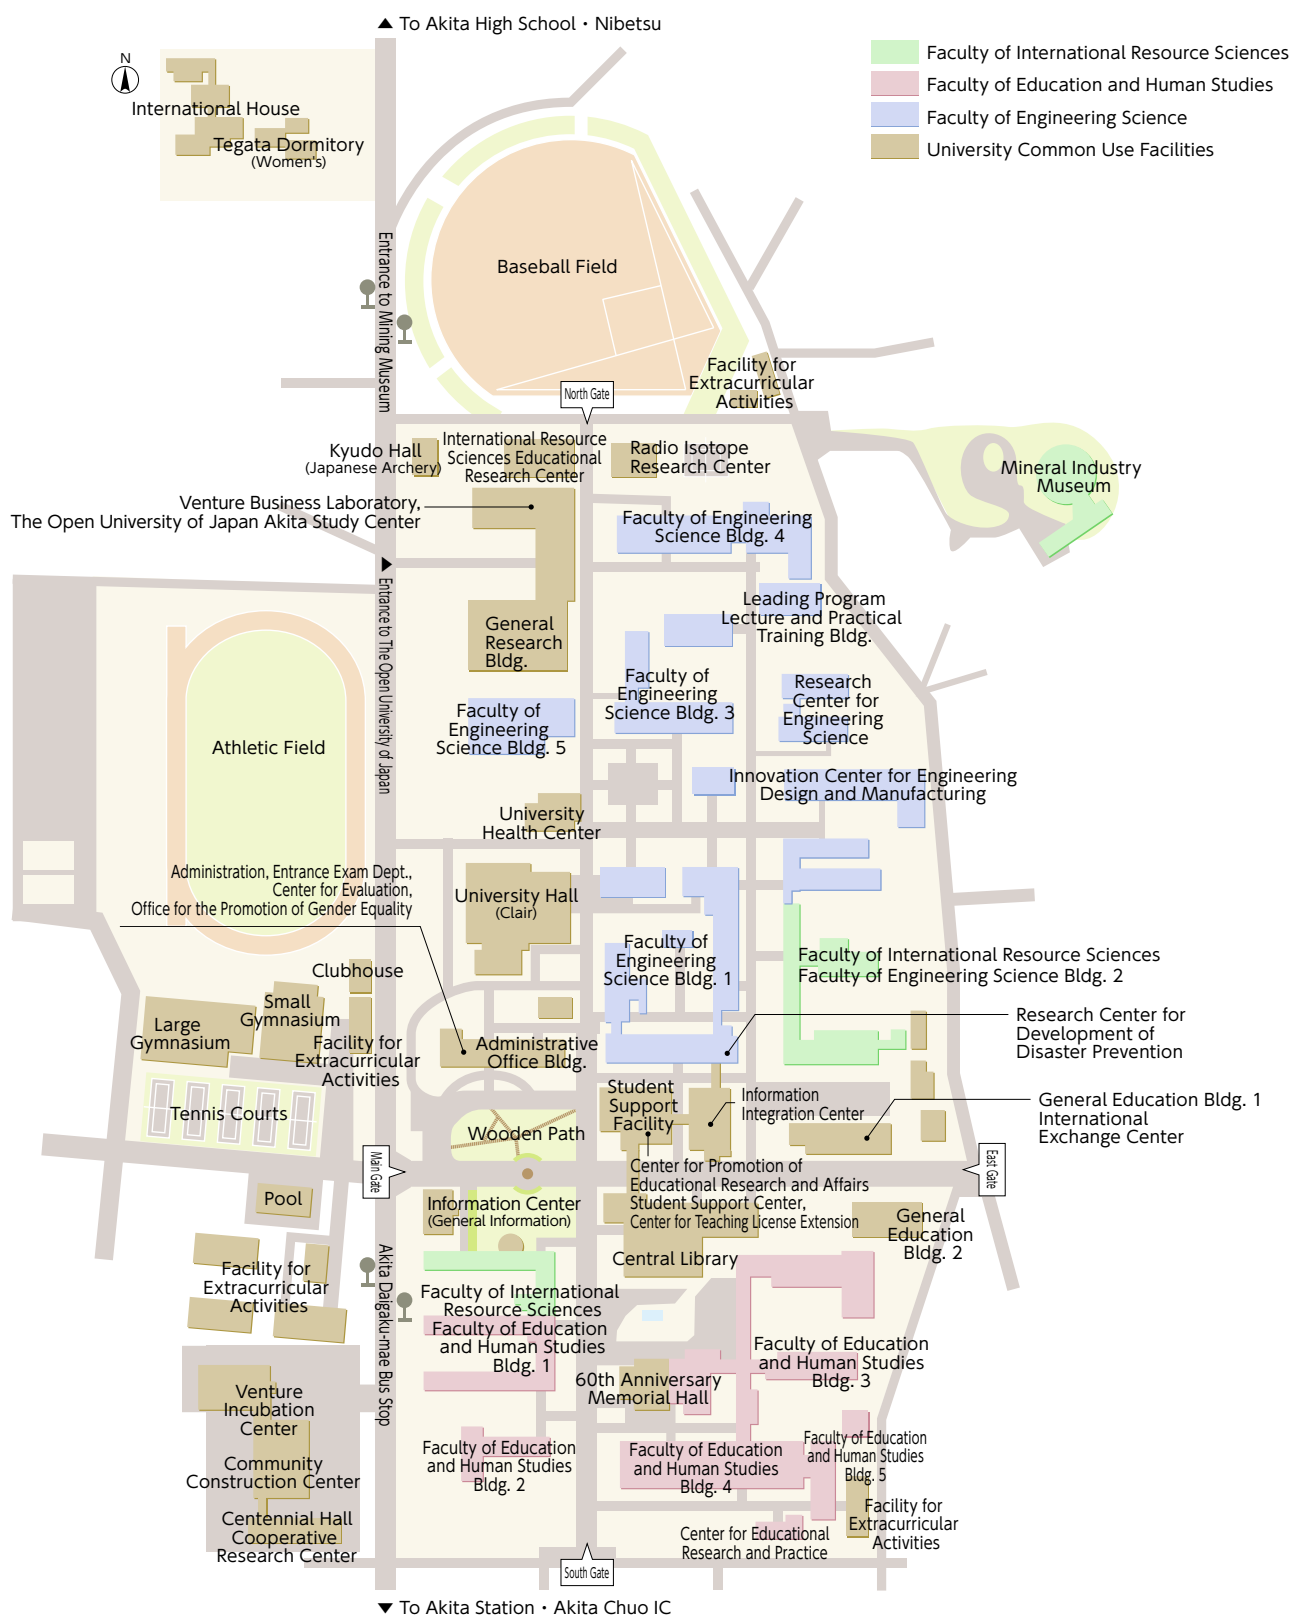 ▲ To Akita High School・Nibetsu
N
Faculty of International Resource Sciences
Faculty of Education and Human Studies
Faculty of Engineering Science
University Common Use Facilities
International House
Tegata Dormitory
(Women's)
Entrance to Mining Museum
Baseball Field
Facility for
Extracurricular
Activities
North Gate
Kyudo Hall
(Japanese Archery)
International Resource
Sciences Educational
Research Center
Radio Isotope
Research Center
Mineral Industry
Museum
Venture Business Laboratory,
The Open University of Japan Akita Study Center
Faculty of Engineering
Science Bldg. 4
Entrance to The Open University of Japan
Leading Program
Lecture and Practical
Training Bldg.
General
Research
Bldg.
Faculty of
Engineering
Science Bldg. 3
Research
Center for
Engineering
Science
Faculty of
Engineering
Science Bldg. 5
Athletic Field
Innovation Center for Engineering
Design and Manufacturing
University
Health Center
Administration, Entrance Exam Dept.,
Center for Evaluation,
Office for the Promotion of Gender Equality
University Hall
(Clair)
Faculty of
Engineering
Science Bldg. 1
Faculty of International Resource Sciences
Faculty of Engineering Science Bldg. 2
Clubhouse
Small
Gymnasium
Large
Gymnasium
Facility for
Extracurricular
Activities
Administrative
Office Bldg.
Research Center for
Development of
Disaster Prevention
Student
Support
Facility
Information
Integration Center
General Education Bldg. 1
International
Exchange Center
Tennis Courts
Wooden Path
Main Gate
East Gate
Center for Promotion of
Educational Research and Affairs
Student Support Center,
Center for Teaching License Extension
Pool
Information Center
(General Information)
General
Education
Bldg. 2
Central Library
Facility for
Extracurricular
Activities
Akita Daigaku-mae Bus Stop
Faculty of International
Resource Sciences
Faculty of Education
and Human Studies
Bldg. 1
Faculty of Education
and Human Studies
Bldg. 3
60th Anniversary
Memorial Hall
Venture
Incubation
Center
Faculty of Education
and Human Studies
Bldg. 2
Faculty of Education
and Human Studies
Bldg. 4
Faculty of Education
and Human Studies
Bldg. 5
Community
Construction Center
Centennial Hall
Cooperative
Research Center
Facility for
Extracurricular
Activities
Center for Educational
Research and Practice
South Gate
▼ To Akita Station・Akita Chuo IC